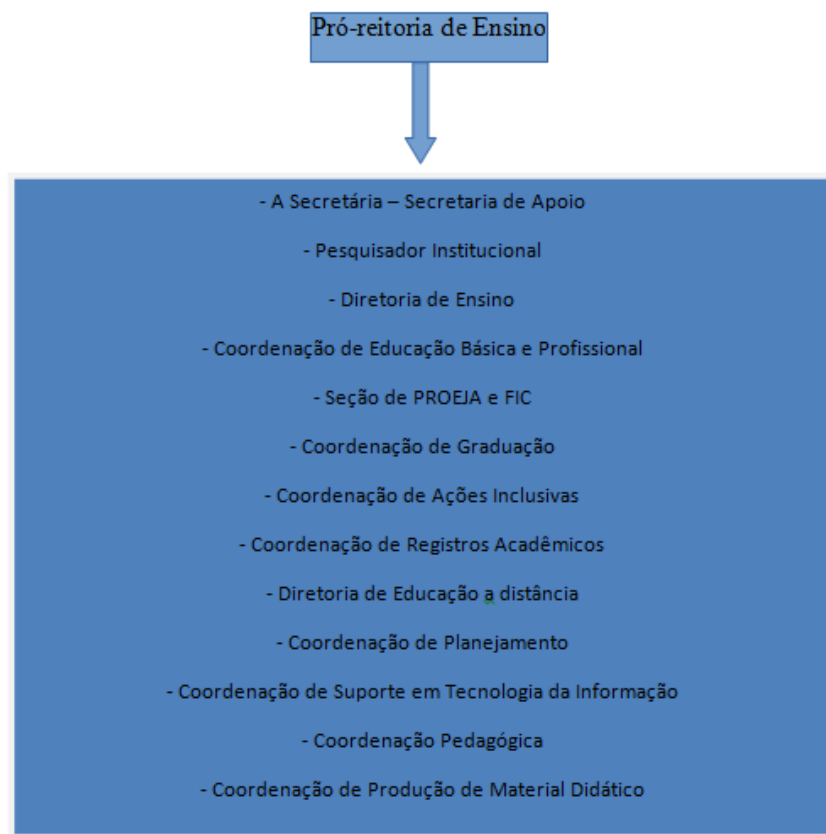 Pró-reitoria de Ensino
- A Secretária – Secretaria de Apoio
- Pesquisador Institucional
- Diretoria de Ensino
- Coordenação de Educação Básica e Profissional
- Seção de PROEJA e FIC
- Coordenação de Graduação
- Coordenação de Ações Inclusivas
- Coordenação de Registros Acadêmicos
- Diretoria de Educação a distância
- Coordenação de Planejamento
- Coordenação de Suporte em Tecnologia da Informação
- Coordenação Pedagógica
- Coordenação de Produção de Material Didático